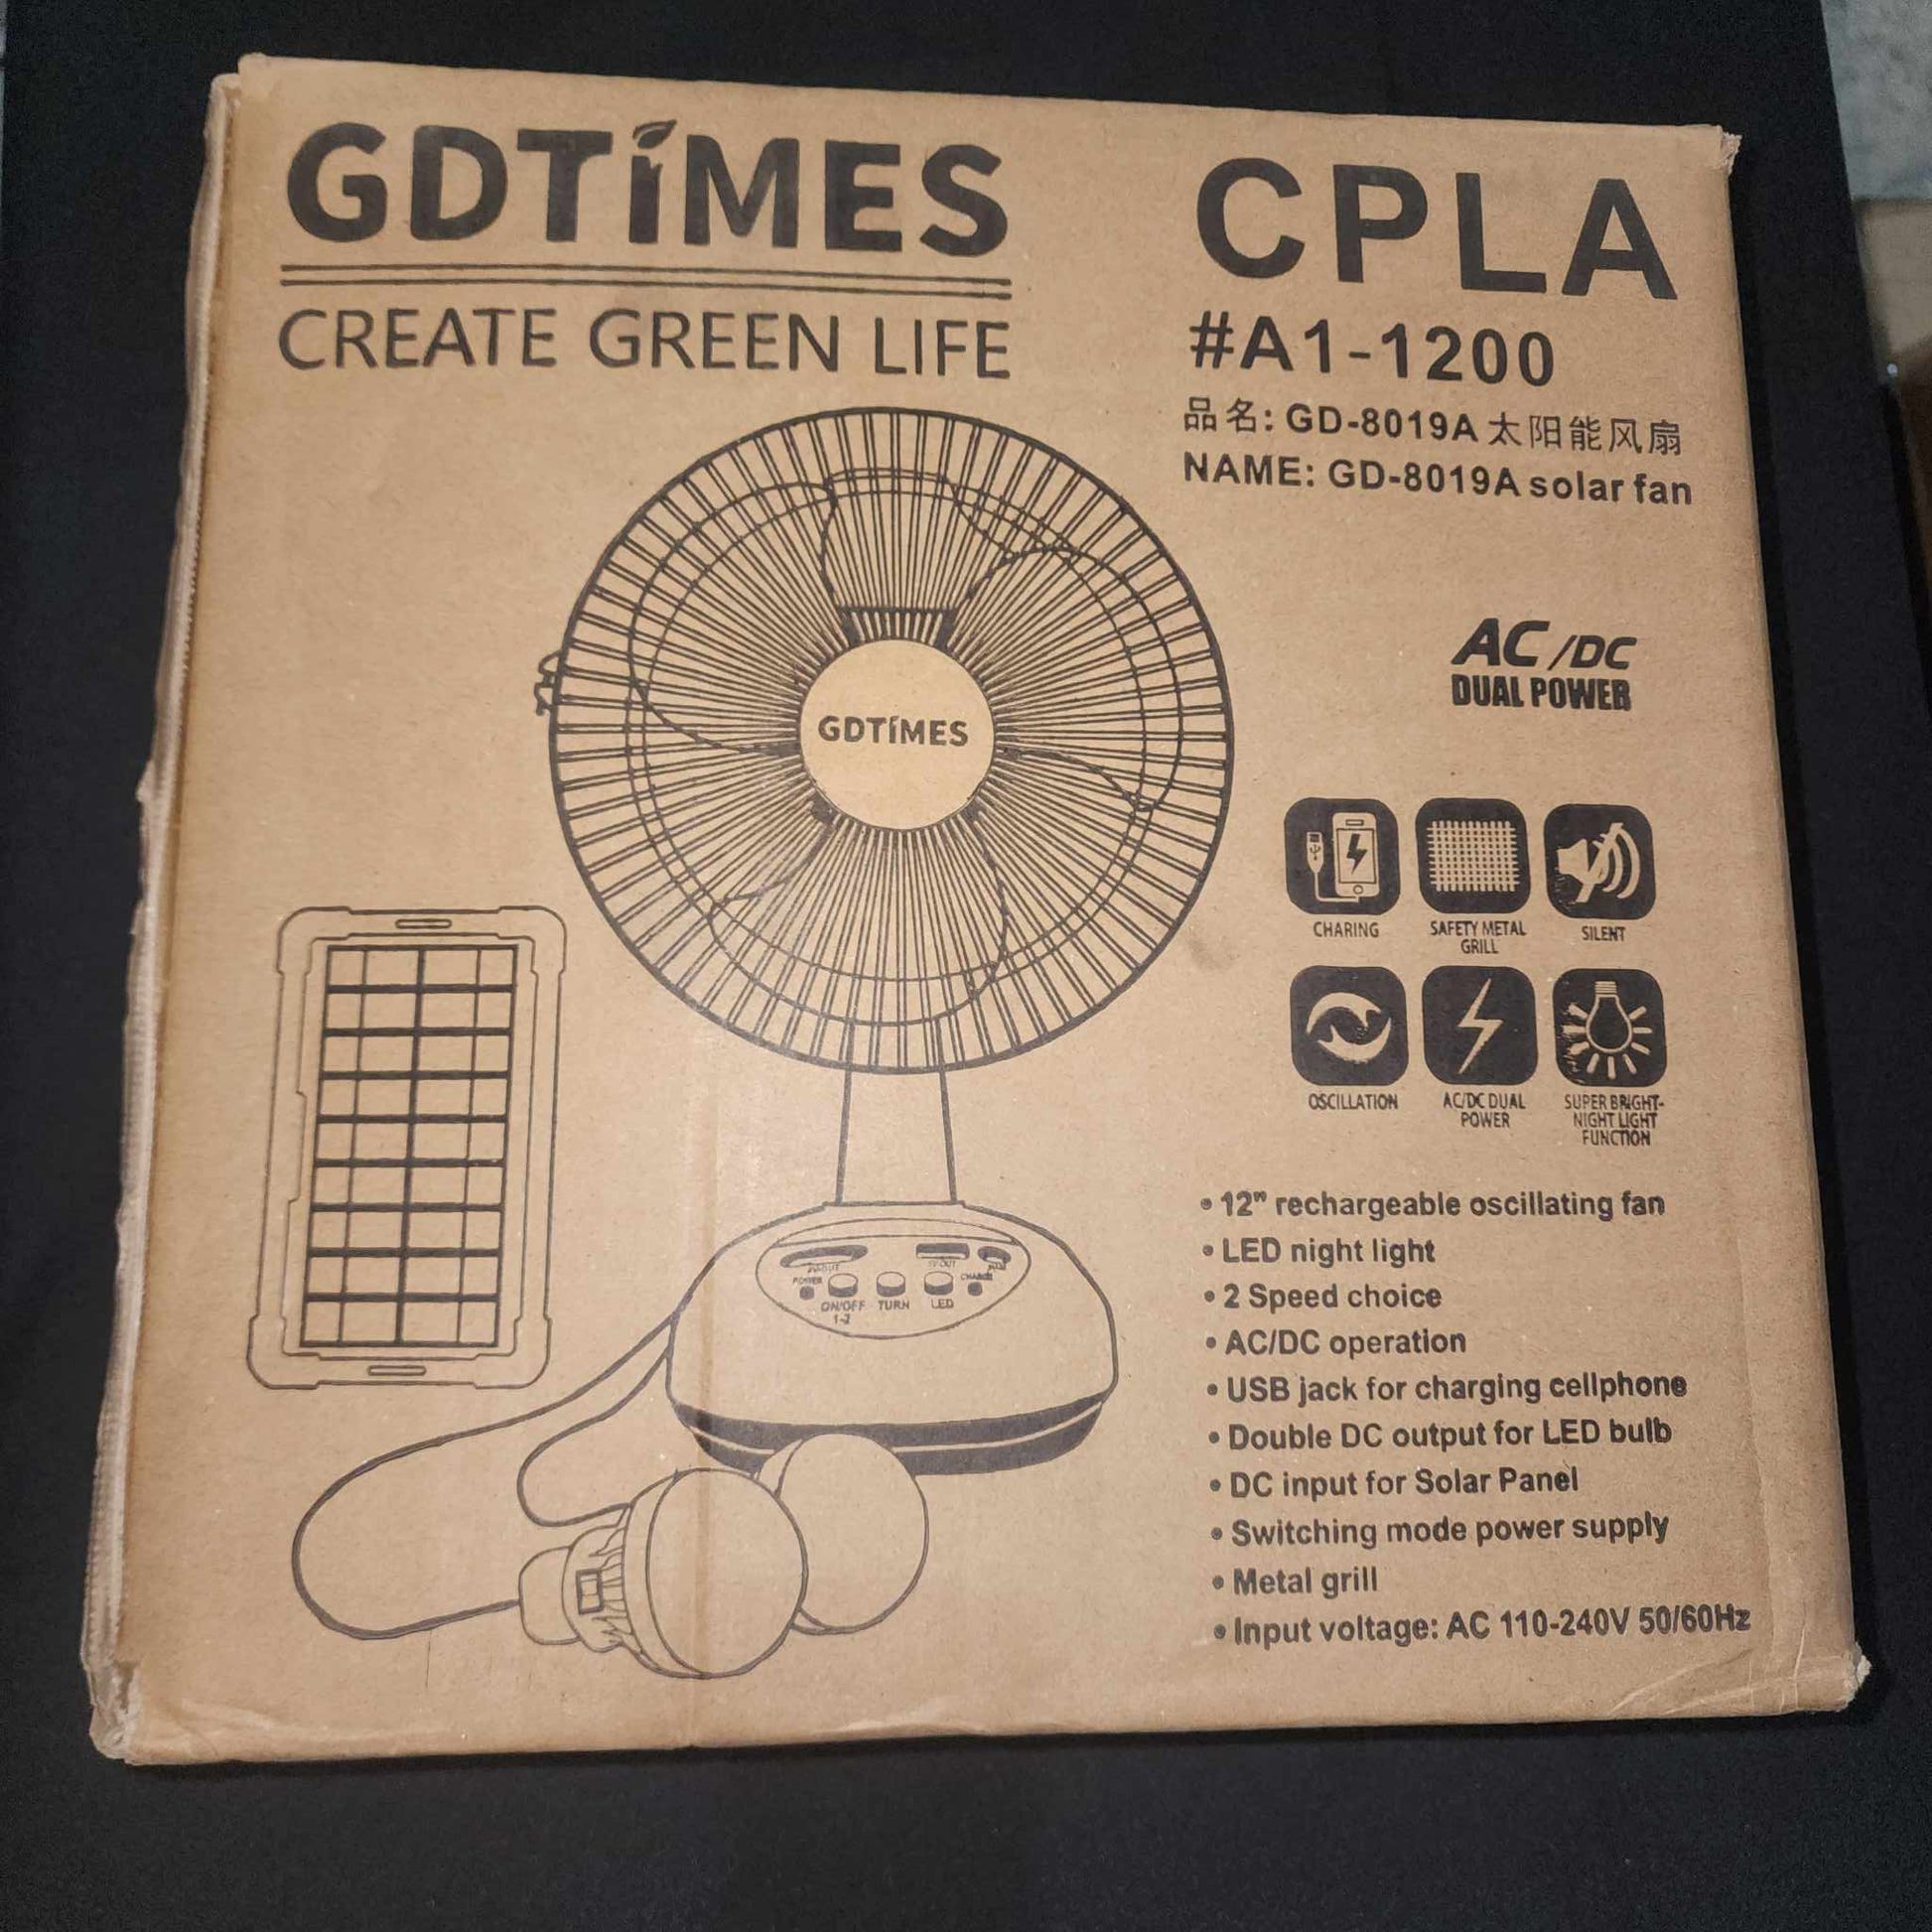 GDTíMES
CREATE GREEN LIFE
CPLA
#A1-1200
品名: GD-8019A 太阳能风扇
NAME: GD-8019A solar fan
AC/DC
DUAL POWER
GDTíMES
CHARING
SAFETY METAL
GRILL
SILENT
OSCILLATION
AC/DC DUAL
POWER
SUPER BRIGHT-
NIGHT LIGHT
FUNCTION
POWER
ON/OFF
1-2
TURN
LED
CHARGE
• 12" rechargeable oscillating fan
• LED night light
• 2 Speed choice
• AC/DC operation
• USB jack for charging cellphone
• Double DC output for LED bulb
• DC input for Solar Panel
• Switching mode power supply
• Metal grill
• Input voltage: AC 110-240V 50/60Hz